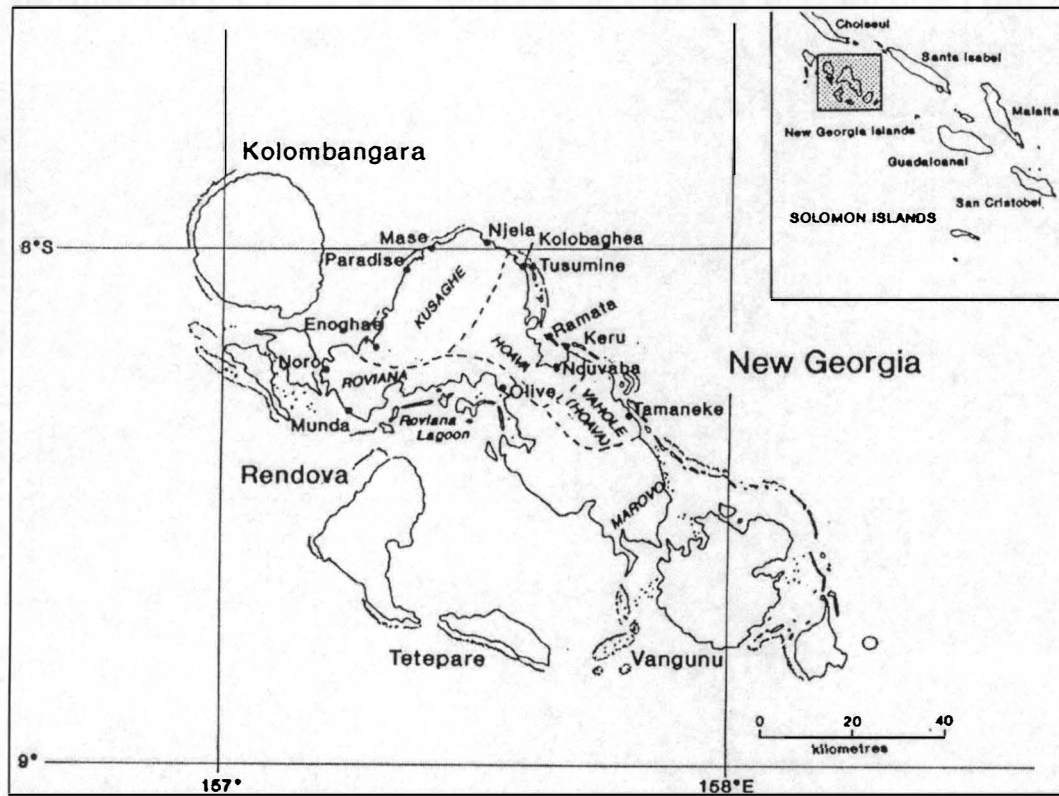 Choiseul
Santa Isabel
Malaita
New Georgia Islands
Guadalcanal
San Cristobel
SOLOMON ISLANDS
Kolombangara
8°S
Mase
Njela
Kolobaghea
Paradise
Tusumine
KUSAGHE
Enoghae
Ramata
Keru
Noro
ROVIANA
HOAVA
Nduvaba
New Georgia
Olive
VAHOLE
(HOAVA)
Tamaneke
Munda
Roviana
Lagoon
Rendova
MAROVO
Tetepare
Vangunu
0 20 40
kilometres
9°
157°
158°E